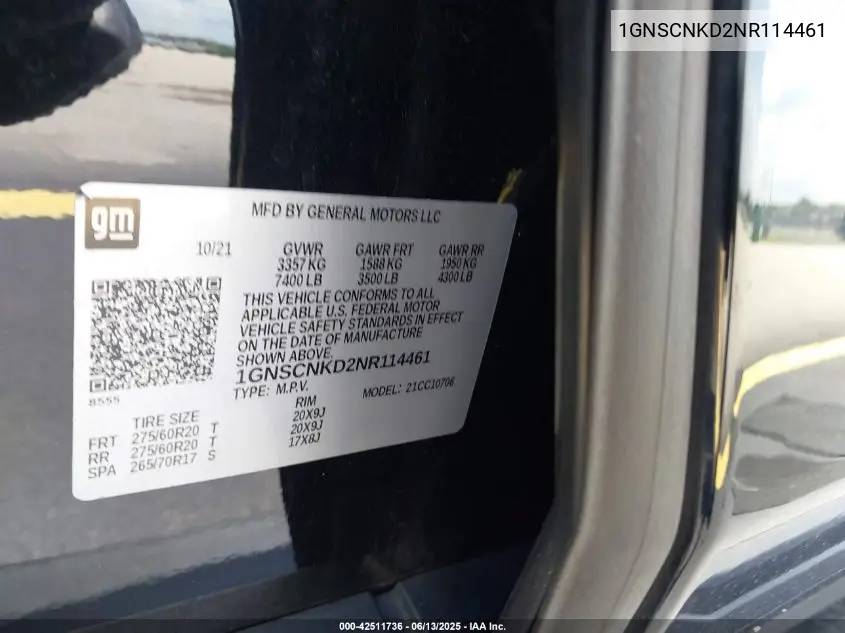 1GNSCNKD2NR114461
gm
MFD BY GENERAL MOTORS LLC
10/21 GVWR GAWR FRT GAWR RR
3357 KG 1588 KG 1950 KG
7400 LB 3500 LB 4300 LB
THIS VEHICLE CONFORMS TO ALL
APPLICABLE U.S. FEDERAL MOTOR
VEHICLE SAFETY STANDARDS IN EFFECT
ON THE DATE OF MANUFACTURE
SHOWN ABOVE.
1GNSCNKD2NR114461
8555
TYPE: M.P.V. MODEL: 21CC10706
TIRE SIZE RIM
FRT 275/60R20 T 20X9J
RR 275/60R20 T 20X9J
SPA 265/70R17 S 17X8J
000-42511736 - 06/13/2025 - IAA Inc.